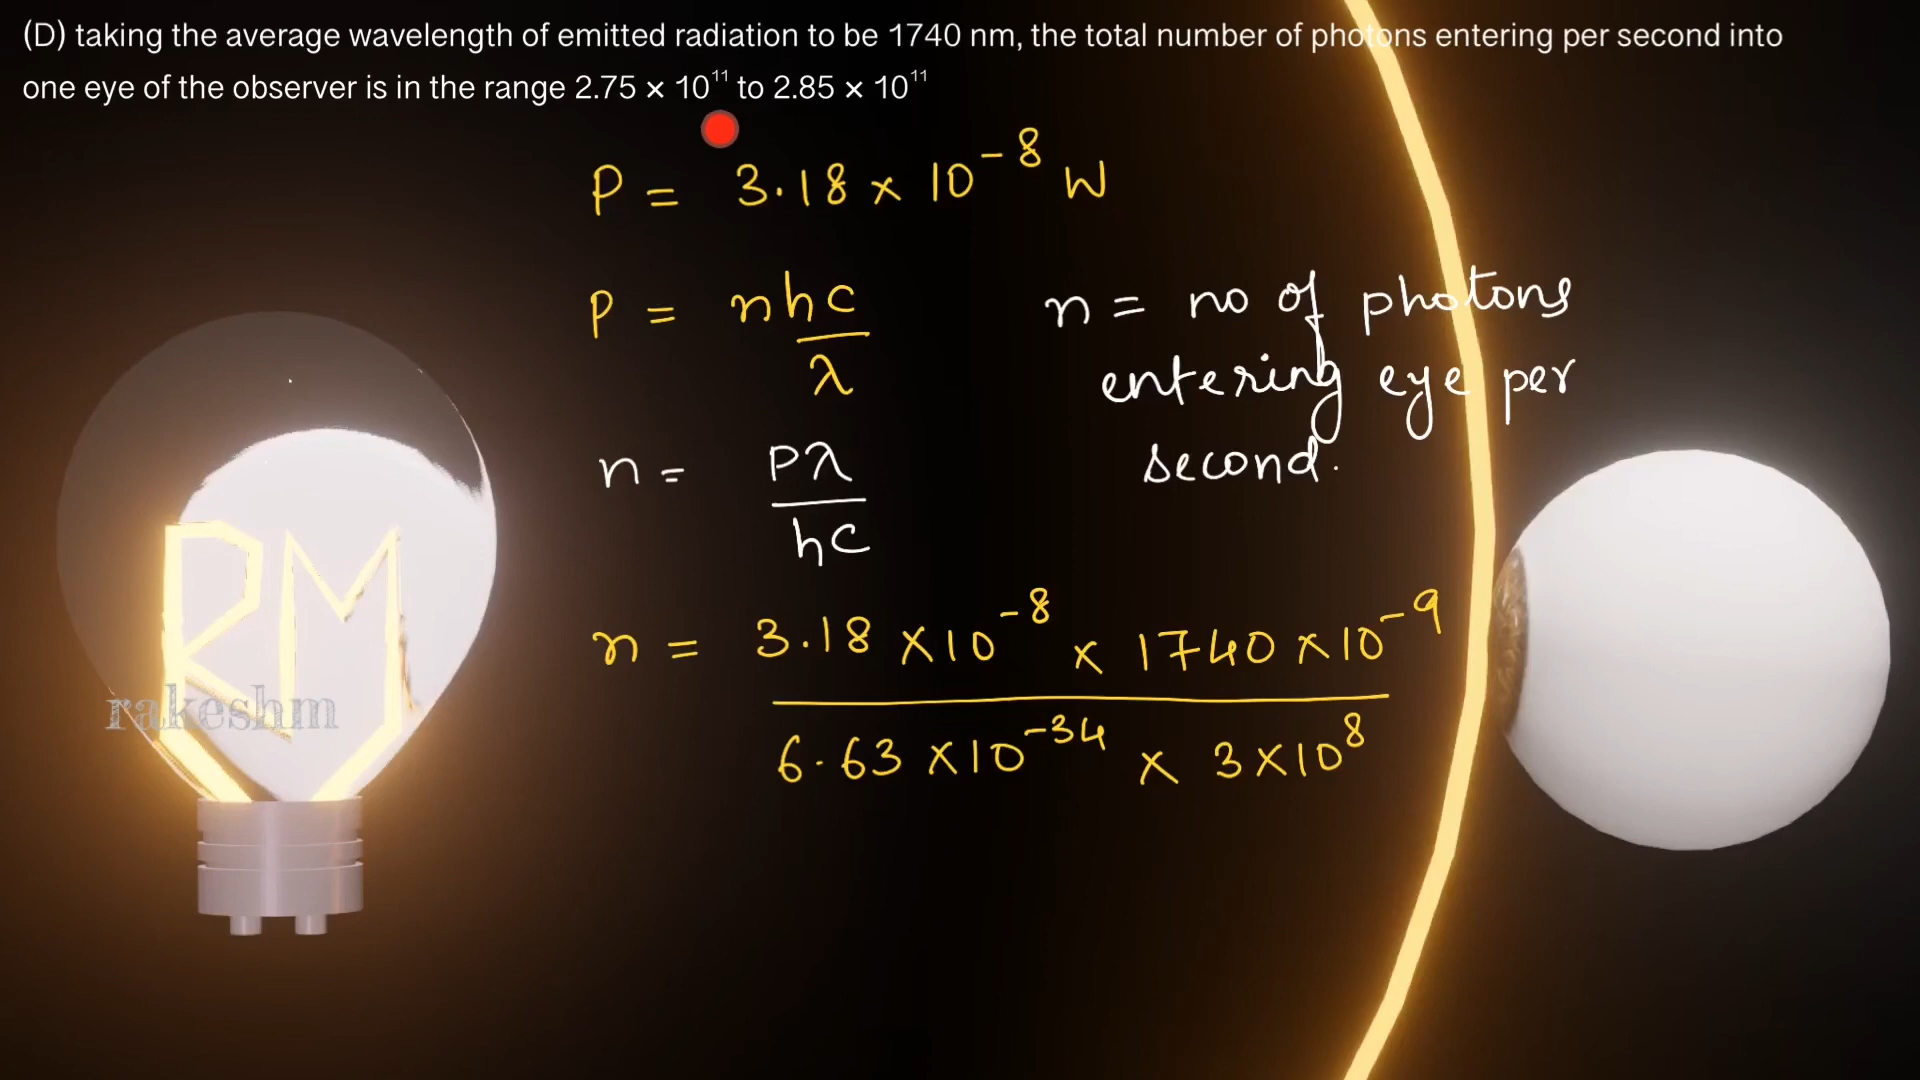 (D) taking the average wavelength of emitted radiation to be 1740 nm, the total number of photons entering per second into
one eye of the observer is in the range 2.75 × 10¹¹ to 2.85 × 10¹¹
P = 3.18 × 10⁻⁸ W
P = nhc/λ
n = no of photons
entering eye per
second.
n = Pλ/hc
n = 3.18 × 10⁻⁸ × 1740 × 10⁻⁹
6.63 × 10⁻³⁴ × 3 × 10⁸
RM
rakeshm